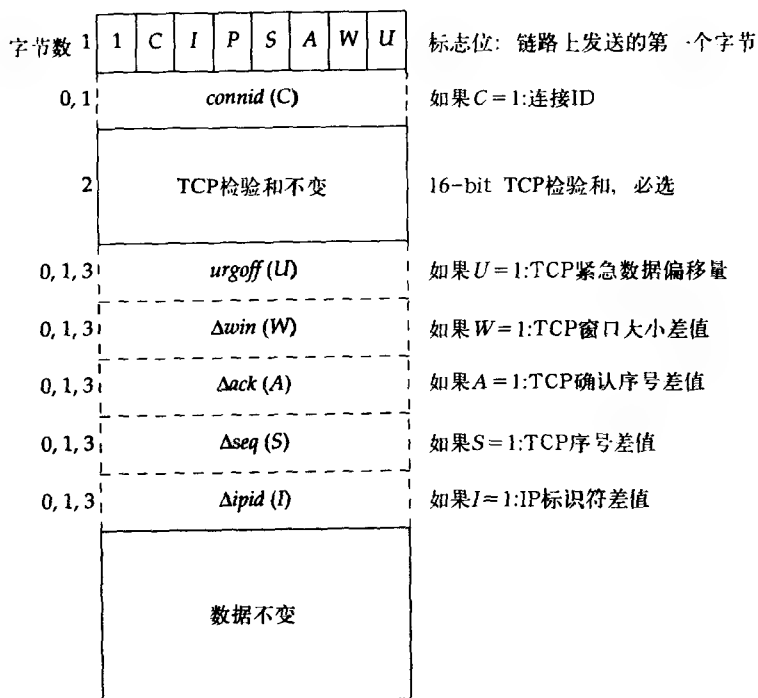 字节数 1 1 C I P S A W U 标志位: 链路上发送的第一个字节
0, 1 connid (C) 如果C=1:连接ID
2 TCP检验和不变 16-bit TCP检验和, 必选
0, 1, 3 urgoff (U) 如果U=1:TCP紧急数据偏移量
0, 1, 3 Δwin (W) 如果W=1:TCP窗口大小差值
0, 1, 3 Δack (A) 如果A=1:TCP确认序号差值
0, 1, 3 Δseq (S) 如果S=1:TCP序号差值
0, 1, 3 Δipid (I) 如果I=1:IP标识符差值
数据不变